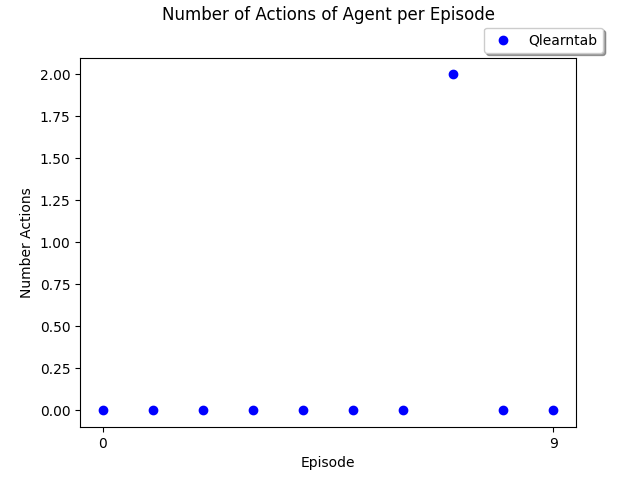 Number of Actions of Agent per Episode
Qlearntab
2.00
1.75
1.50
1.25
1.00
0.75
0.50
0.25
0.00
Number Actions
0 9
Episode